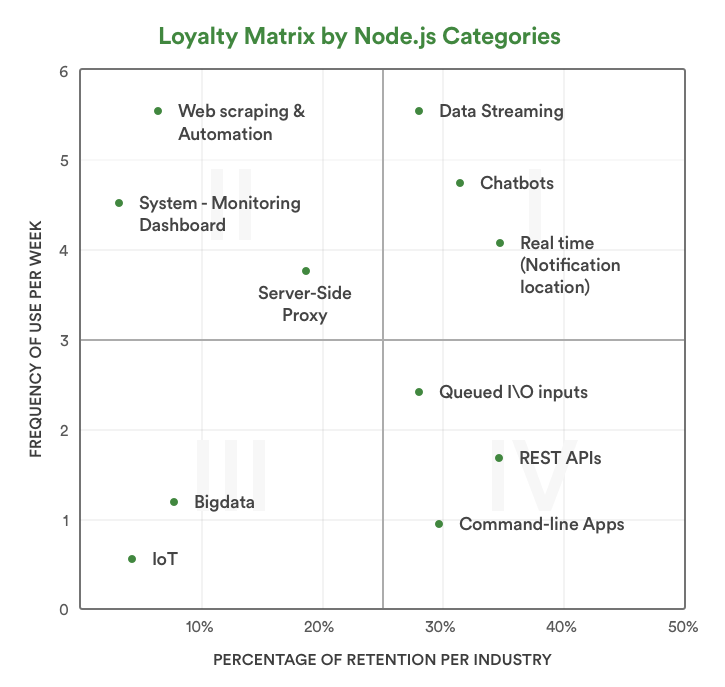 Loyalty Matrix by Node.js Categories
6
Web scraping &
Automation
Data Streaming
5
II
I
Chatbots
System - Monitoring
Dashboard
4
Real time
(Notification
location)
Server-Side
Proxy
3
FREQUENCY OF USE PER WEEK
Queued I\O inputs
2
III
IV
REST APIs
Bigdata
1
Command-line Apps
IoT
0
10%
20%
30%
40%
50%
PERCENTAGE OF RETENTION PER INDUSTRY